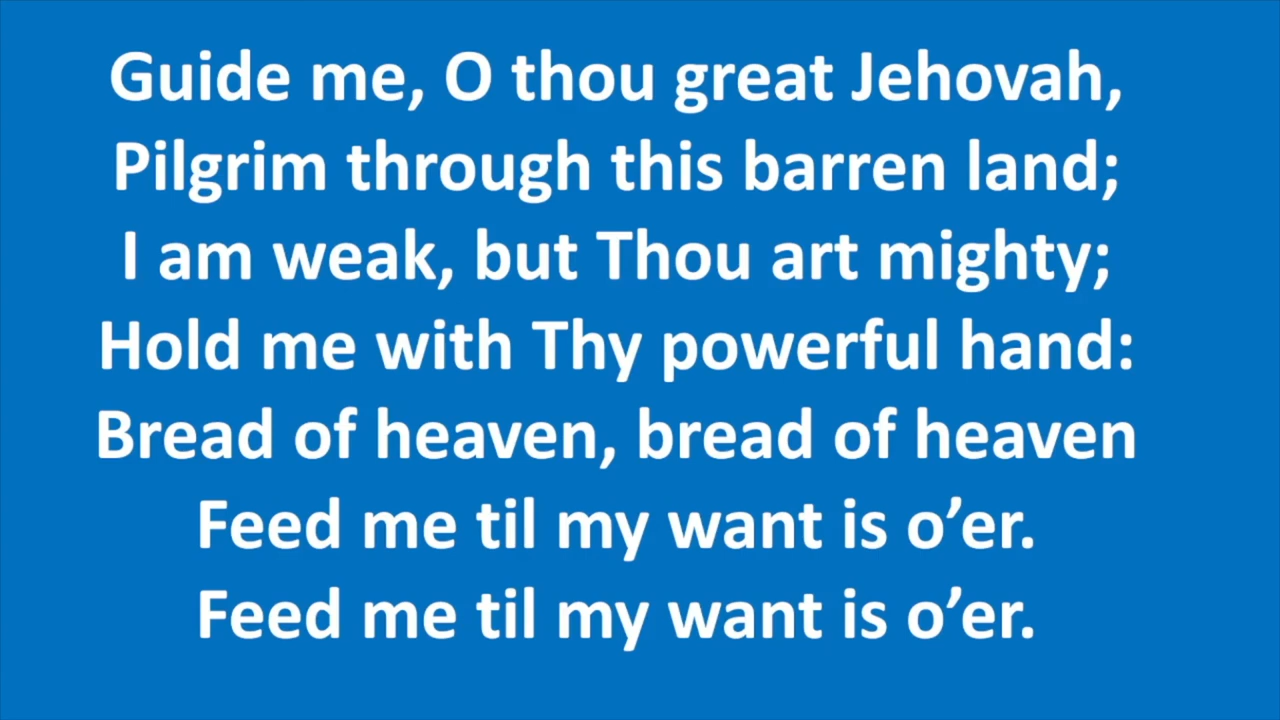 Guide me, O thou great Jehovah,
Pilgrim through this barren land;
I am weak, but Thou art mighty;
Hold me with Thy powerful hand:
Bread of heaven, bread of heaven
Feed me til my want is o’er.
Feed me til my want is o’er.